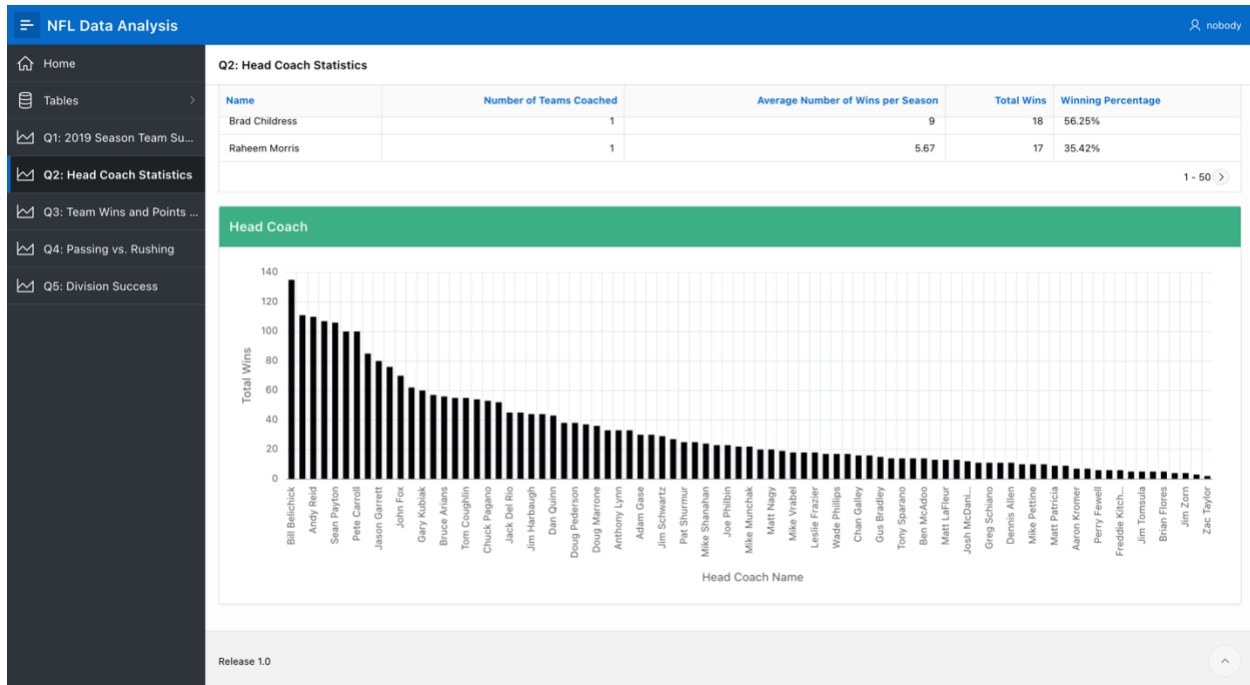 NFL Data Analysis
nobody
Home
Tables
Q1: 2019 Season Team Su...
Q2: Head Coach Statistics
Q3: Team Wins and Points ...
Q4: Passing vs. Rushing
Q5: Division Success
Q2: Head Coach Statistics
Name Number of Teams Coached Average Number of Wins per Season Total Wins Winning Percentage
Brad Childress 1 9 18 56.25%
Raheem Morris 1 5.67 17 35.42%
1 - 50
Head Coach
140
120
100
80
60
40
20
0
Total Wins
Bill Belichick
Andy Reid
Sean Payton
Pete Carroll
Jason Garrett
John Fox
Gary Kubiak
Bruce Arians
Tom Coughlin
Chuck Pagano
Jack Del Rio
Jim Harbaugh
Dan Quinn
Doug Pederson
Doug Marrone
Anthony Lynn
Adam Gase
Jim Schwartz
Pat Shurmur
Mike Shanahan
Joe Philbin
Mike Munchak
Matt Nagy
Mike Vrabel
Leslie Frazier
Wade Phillips
Chan Gailey
Gus Bradley
Tony Sparano
Ben McAdoo
Matt LaFleur
Josh McDani...
Greg Schiano
Dennis Allen
Mike Pettine
Matt Patricia
Aaron Kromer
Perry Fewell
Freddie Kitch...
Jim Tomsula
Brian Flores
Jim Zorn
Zac Taylor
Head Coach Name
Release 1.0